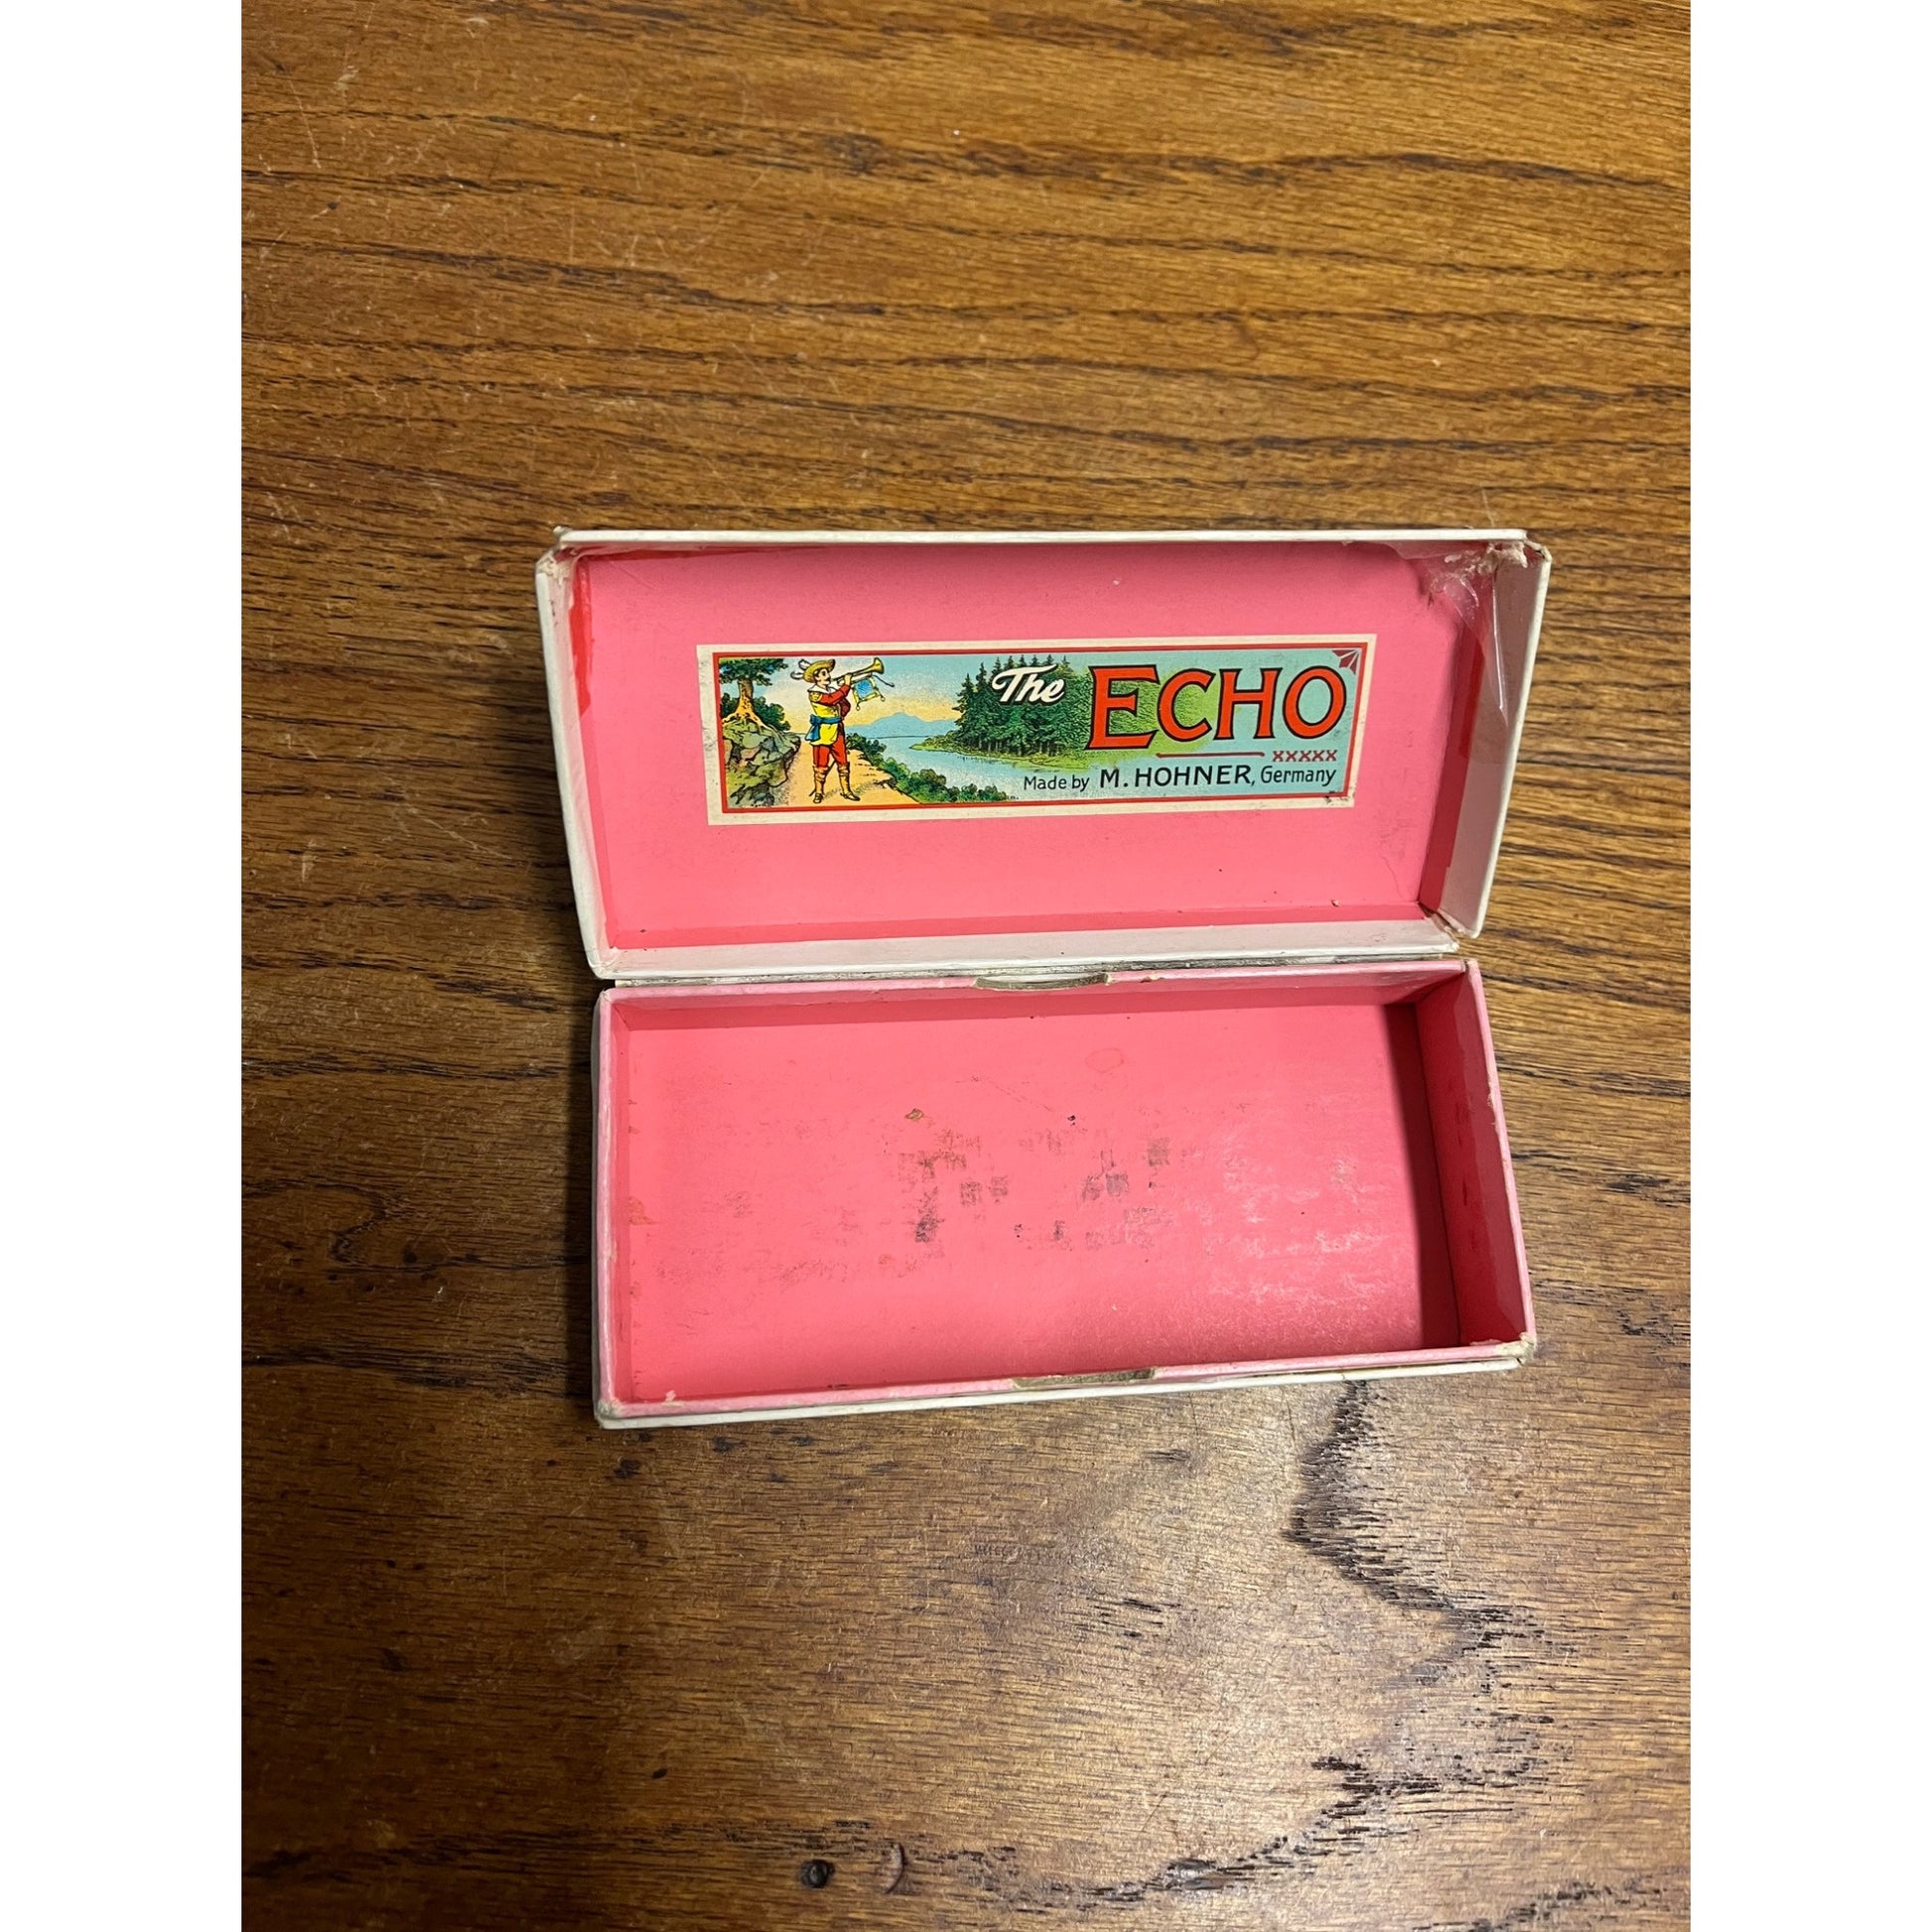 The ECHO
xxxxx
Made by M. HOHNER, Germany